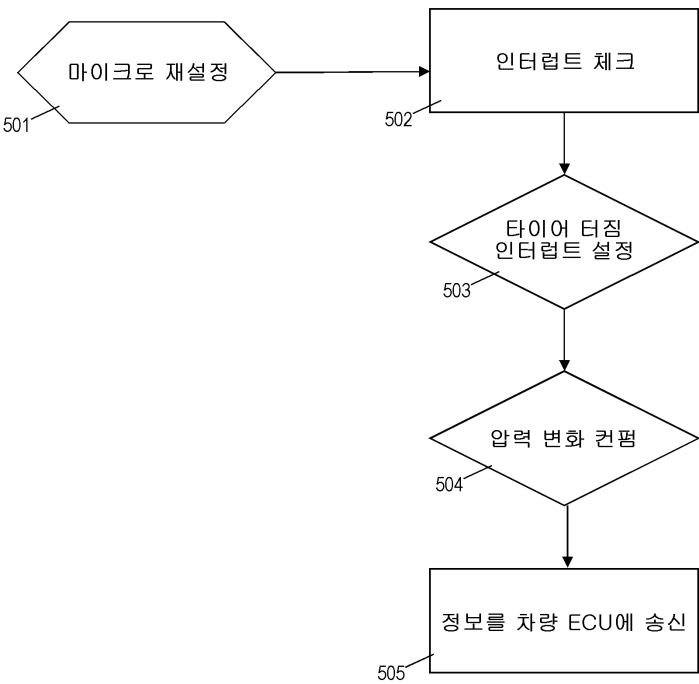 마이크로 재설정
501
인터럽트 체크
502
타이어 터짐
인터럽트 설정
503
압력 변화 컨펌
504
정보를 차량 ECU에 송신
505